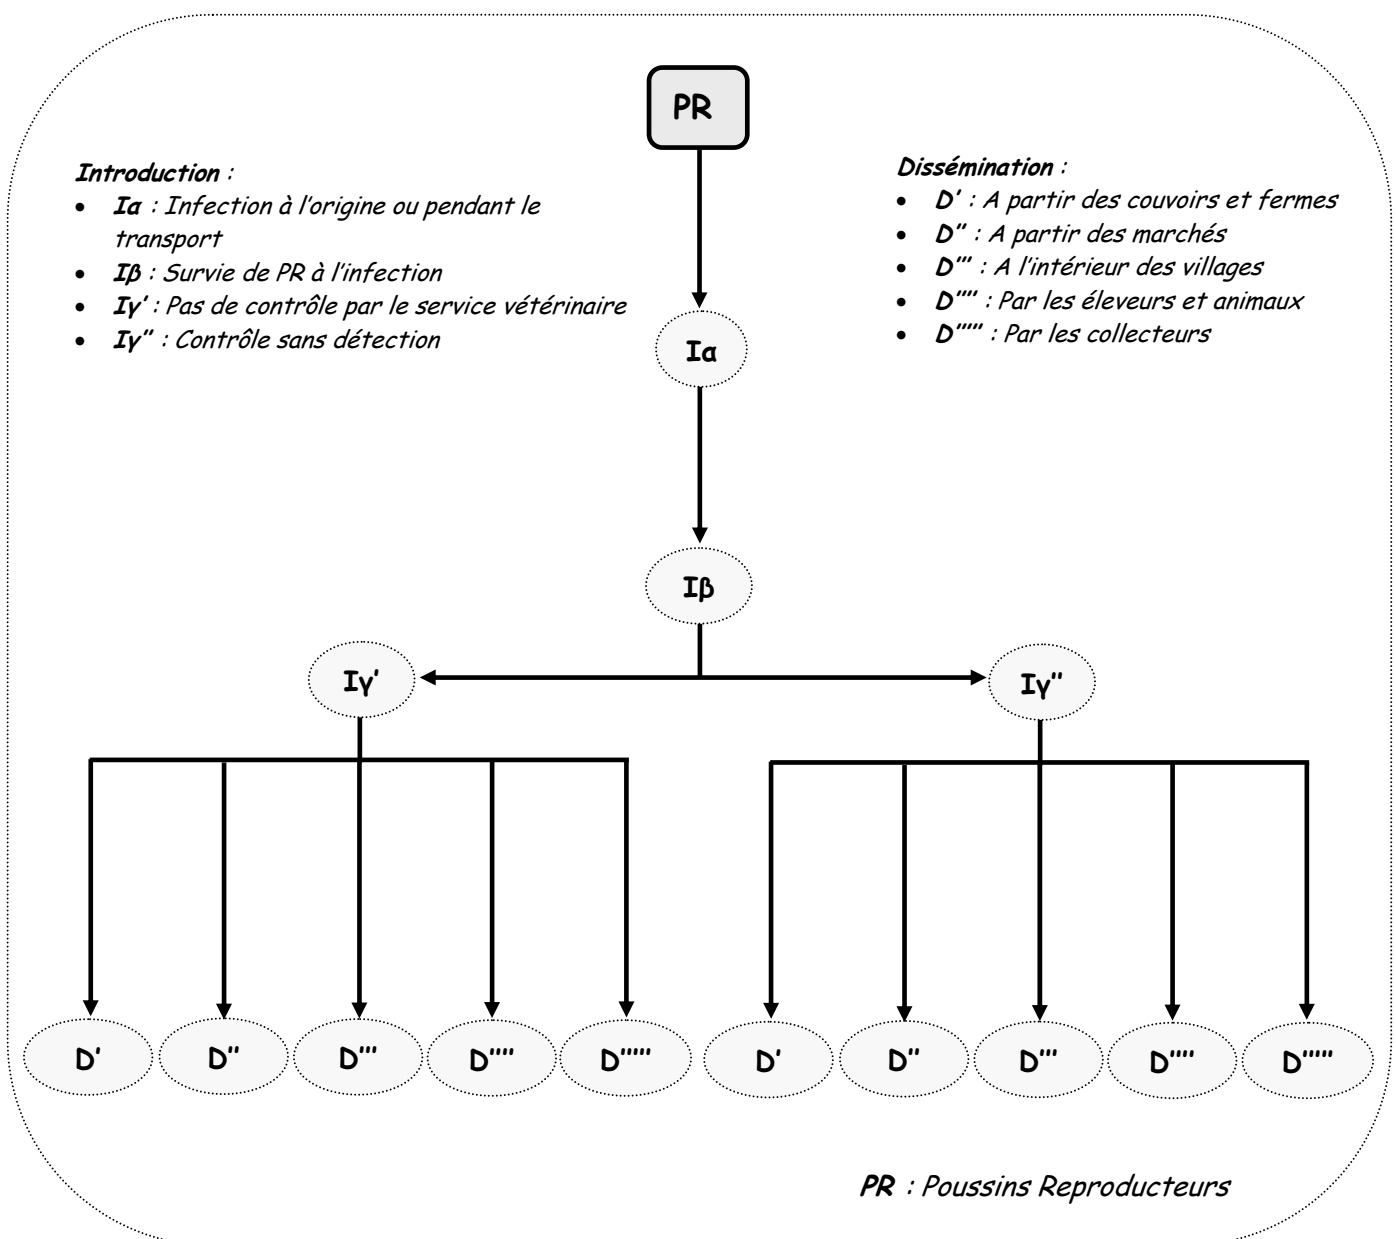 PR
Introduction :
• Iα : Infection à l'origine ou pendant le
transport
• Iβ : Survie de PR à l'infection
• Iγ' : Pas de contrôle par le service vétérinaire
• Iγ'' : Contrôle sans détection
Dissémination :
• D' : A partir des couvoirs et fermes
• D'' : A partir des marchés
• D''' : A l'intérieur des villages
• D'''' : Par les éleveurs et animaux
• D''''' : Par les collecteurs
Iα
Iβ
Iγ'
Iγ''
D' D'' D''' D'''' D''''' D' D'' D''' D'''' D'''''
PR : Poussins Reproducteurs